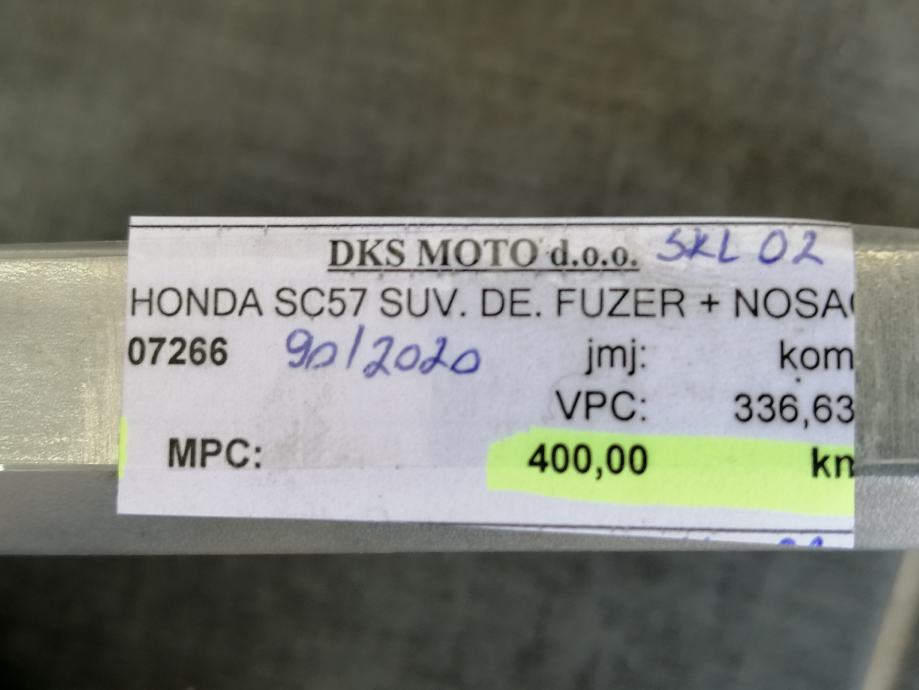 DKS MOTO d.o.o. SKL 02
HONDA SC57 SUV. DE. FUZER +
07266 90/2020 jmj: kom
VPC: 336,63
MPC: 400,00 kn